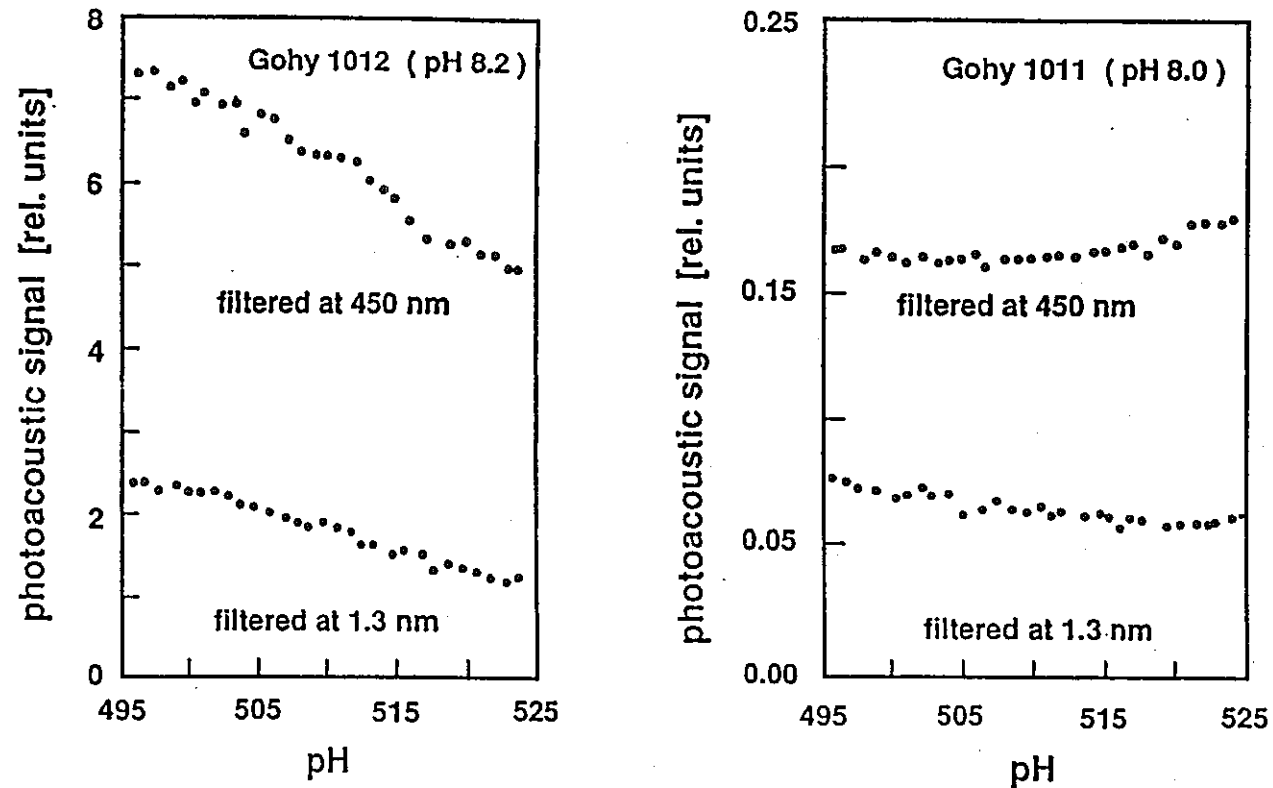 photoacoustic signal [rel. units]
8
6
4
2
0
Gohy 1012 ( pH 8.2 )
filtered at 450 nm
filtered at 1.3 nm
495 505 515 525
pH
photoacoustic signal [rel. units]
0.25
0.15
0.05
0.00
Gohy 1011 ( pH 8.0 )
filtered at 450 nm
filtered at 1.3 nm
495 505 515 525
pH